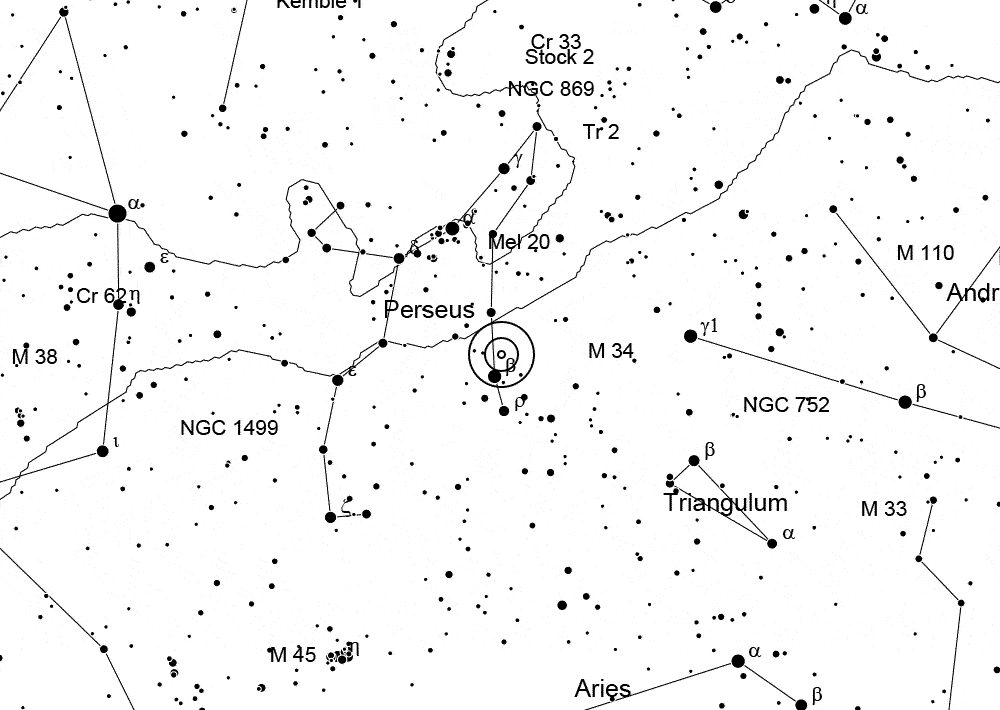 Kemble 1
α
Cr 33
Stock 2
NGC 869
Tr 2
γ
α
α
Mel 20
M 110
ε
Andr
Cr 62 η
Perseus
γ1
M 38
M 34
β
ε
β
ρ
NGC 752
NGC 1499
ι
β
Triangulum
M 33
ζ
α
M 45
η
α
Aries
β